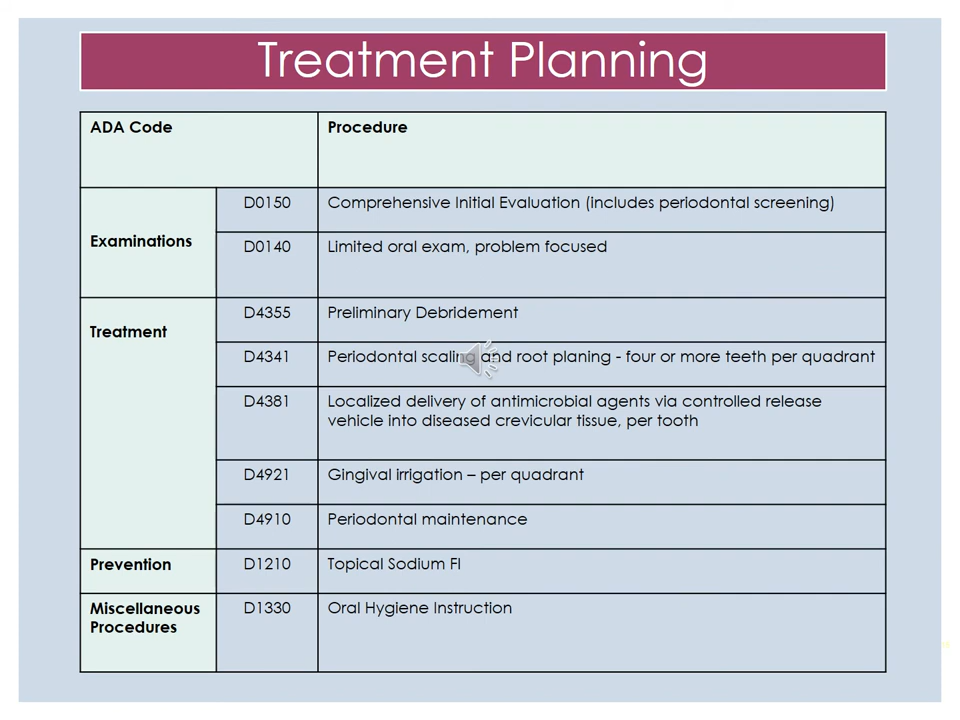 Treatment Planning
ADA Code
Procedure
Examinations
D0150
Comprehensive Initial Evaluation (includes periodontal screening)
D0140
Limited oral exam, problem focused
Treatment
D4355
Preliminary Debridement
D4341
Periodontal scaling and root planing - four or more teeth per quadrant
D4381
Localized delivery of antimicrobial agents via controlled release
vehicle into diseased crevicular tissue, per tooth
D4921
Gingival irrigation – per quadrant
D4910
Periodontal maintenance
Prevention
D1210
Topical Sodium Fl
Miscellaneous
Procedures
D1330
Oral Hygiene Instruction